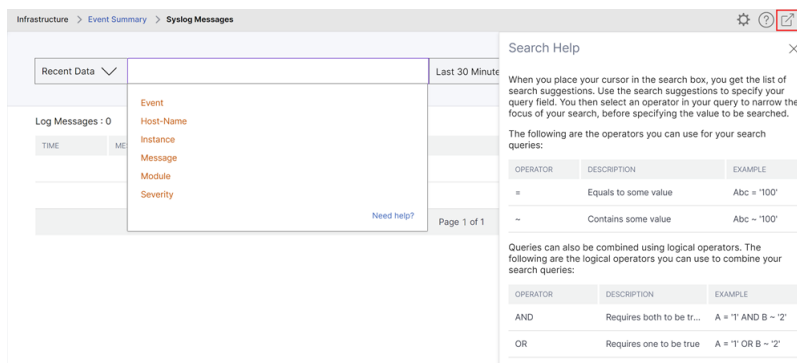 Infrastructure > Event Summary > Syslog Messages
Search Help
Recent Data
Last 30 Minute
When you place your cursor in the search box, you get the list of
search suggestions. Use the search suggestions to specify your
query field. You then select an operator in your query to narrow the
focus of your search, before specifying the value to be searched.
Event
Host-Name
Instance
Message
Module
Severity
Need help?
Log Messages : 0
TIME
MES
Page 1 of 1
The following are the operators you can use for your search
queries:
OPERATOR DESCRIPTION EXAMPLE
= Equals to some value Abc = '100'
~ Contains some value Abc ~ '100'
Queries can also be combined using logical operators. The
following are the logical operators you can use to combine your
search queries:
OPERATOR DESCRIPTION EXAMPLE
AND Requires both to be tr... A = '1' AND B ~ '2'
OR Requires one to be true A = '1' OR B ~ '2'